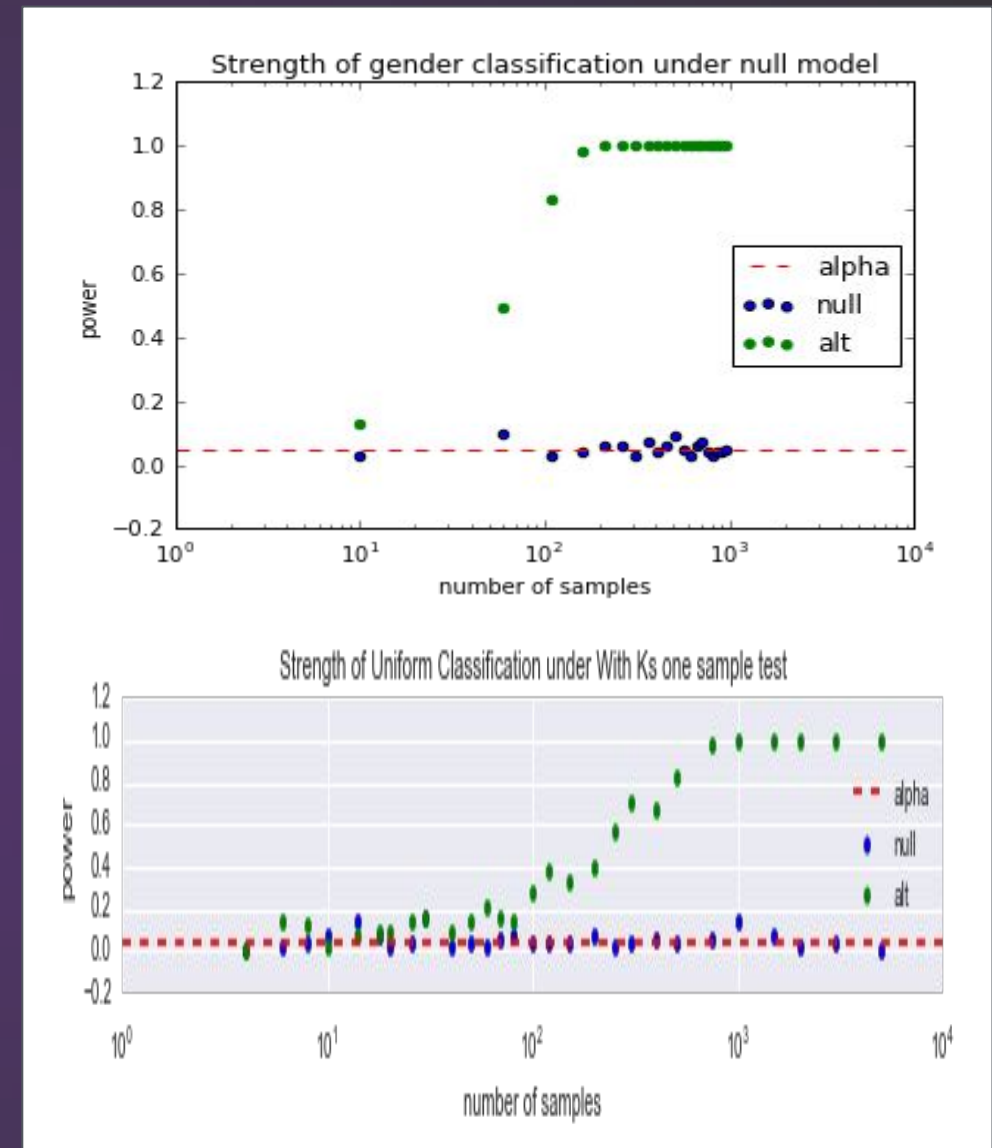 Strength of gender classification under null model
1.2
1.0
0.8
0.6
0.4
0.2
0.0
−0.2
power
alpha
null
alt
10⁰ 10¹ 10² 10³ 10⁴
number of samples
Strength of Uniform Classification under With Ks one sample test
1.2
1.0
0.8
0.6
0.4
0.2
0.0
−0.2
power
alpha
null
alt
10⁰ 10¹ 10² 10³ 10⁴
number of samples